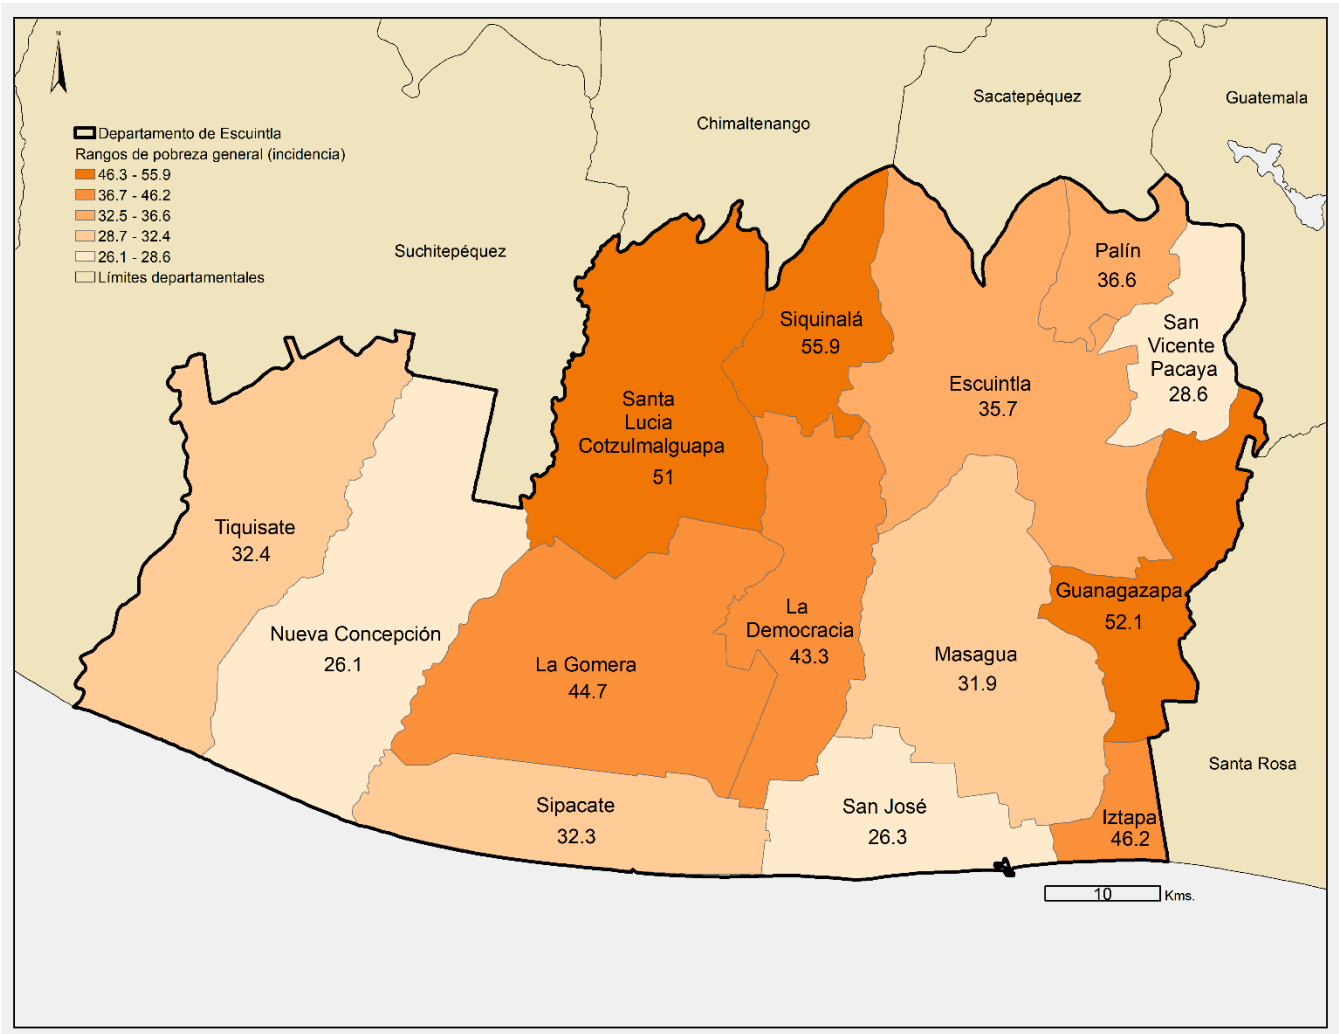 N
Sacatepéquez
Guatemala
Chimaltenango
Departamento de Escuintla
Rangos de pobreza general (incidencia)
46.3 - 55.9
36.7 - 46.2
32.5 - 36.6
28.7 - 32.4
26.1 - 28.6
Límites departamentales
Suchitepéquez
Palín
36.6
Siquinalá
55.9
San
Vicente
Pacaya
28.6
Escuintla
35.7
Santa
Lucia
Cotzulmalguapa
51
Tiquisate
32.4
Guanagazapa
52.1
La
Democracia
43.3
Nueva Concepción
26.1
Masagua
31.9
La Gomera
44.7
Santa Rosa
Sipacate
32.3
San José
26.3
Iztapa
46.2
10
Kms.